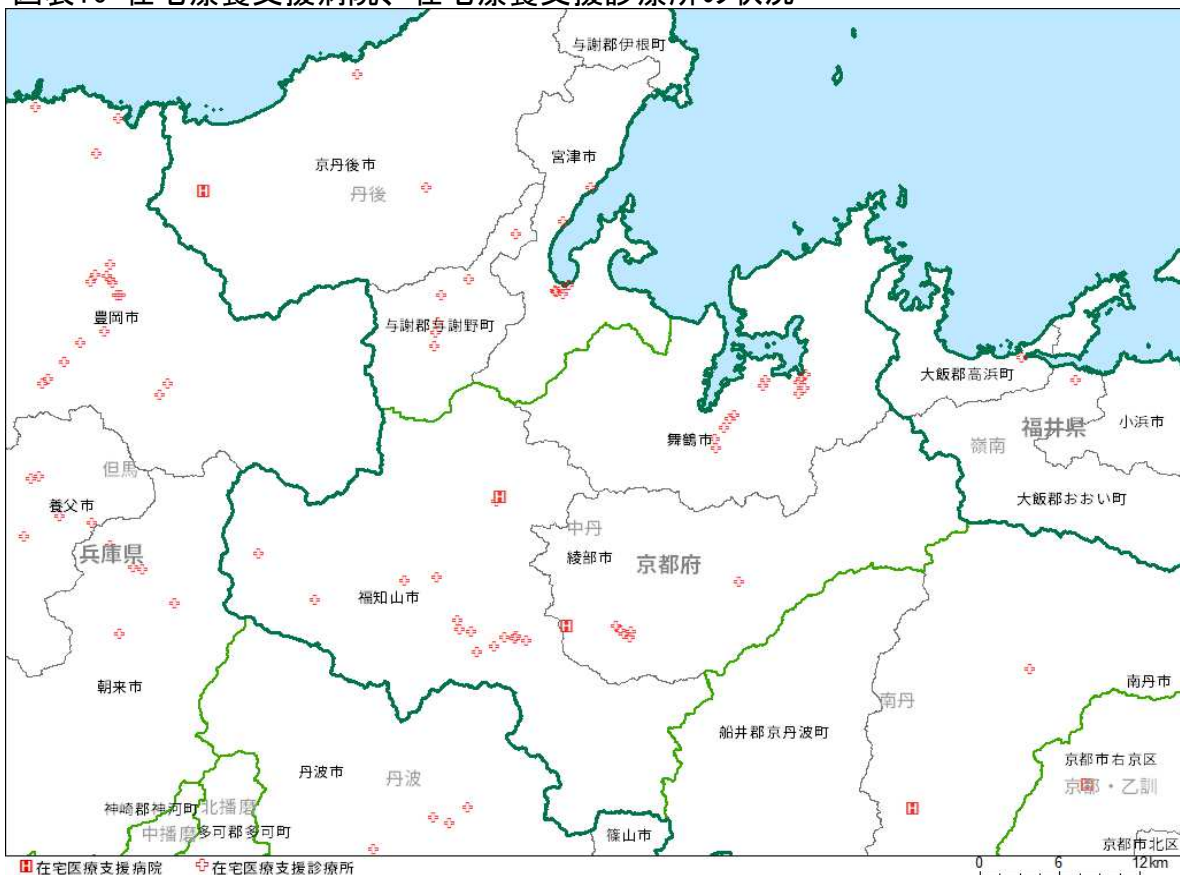 図表10 在宅療養支援病院、在宅療養支援診療所の状況
与謝郡伊根町
宮津市
京丹後市
丹後
豊岡市
与謝郡与謝野町
大飯郡高浜町
小浜市
福井県
舞鶴市
嶺南
但馬
大飯郡おおい町
養父市
中丹
兵庫県
綾部市
京都府
福知山市
朝来市
南丹市
南丹
船井郡京丹波町
京都市右京区
丹波市
丹波
京都・乙訓
神崎郡神河町
北播磨
中播磨
多可郡多可町
篠山市
京都市北区
H 在宅医療支援病院 在宅医療支援診療所
0 6 12km